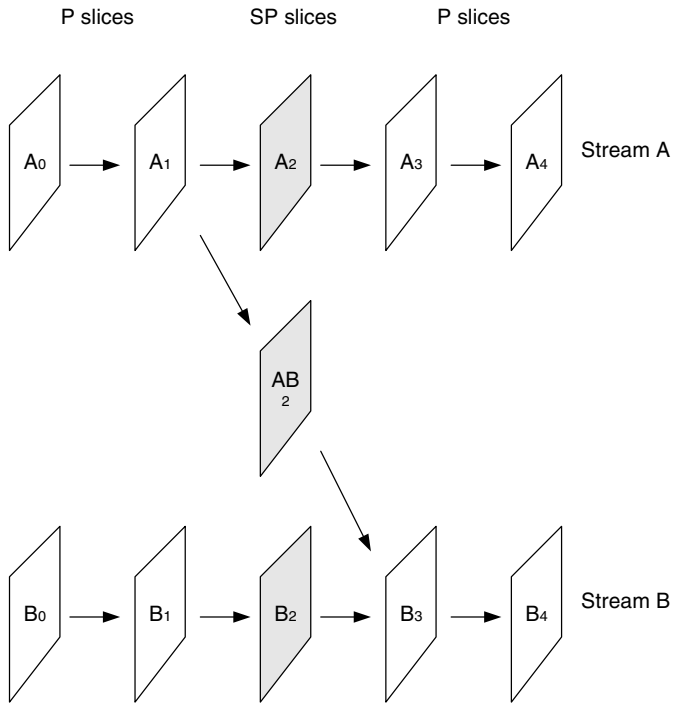 P slices SP slices P slices
A0 A1 A2 A3 A4 Stream A
AB
2
B0 B1 B2 B3 B4 Stream B